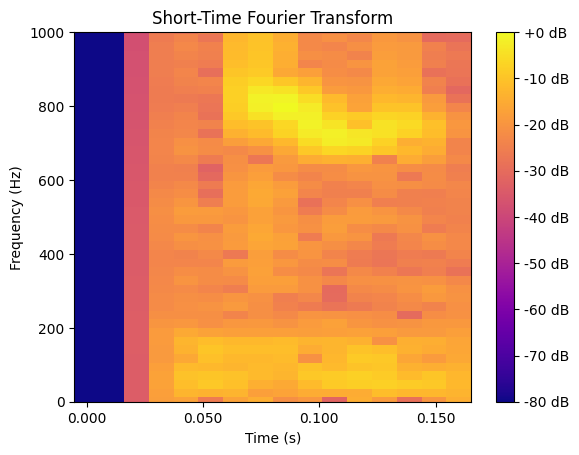 Short-Time Fourier Transform
1000
800
600
400
200
0
Frequency (Hz)
0.000
0.050
0.100
0.150
Time (s)
+0 dB
-10 dB
-20 dB
-30 dB
-40 dB
-50 dB
-60 dB
-70 dB
-80 dB